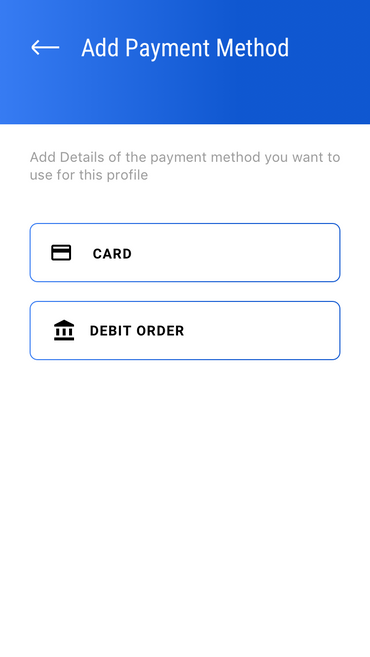 Add Payment Method
Add Details of the payment method you want to
use for this profile
CARD
DEBIT ORDER